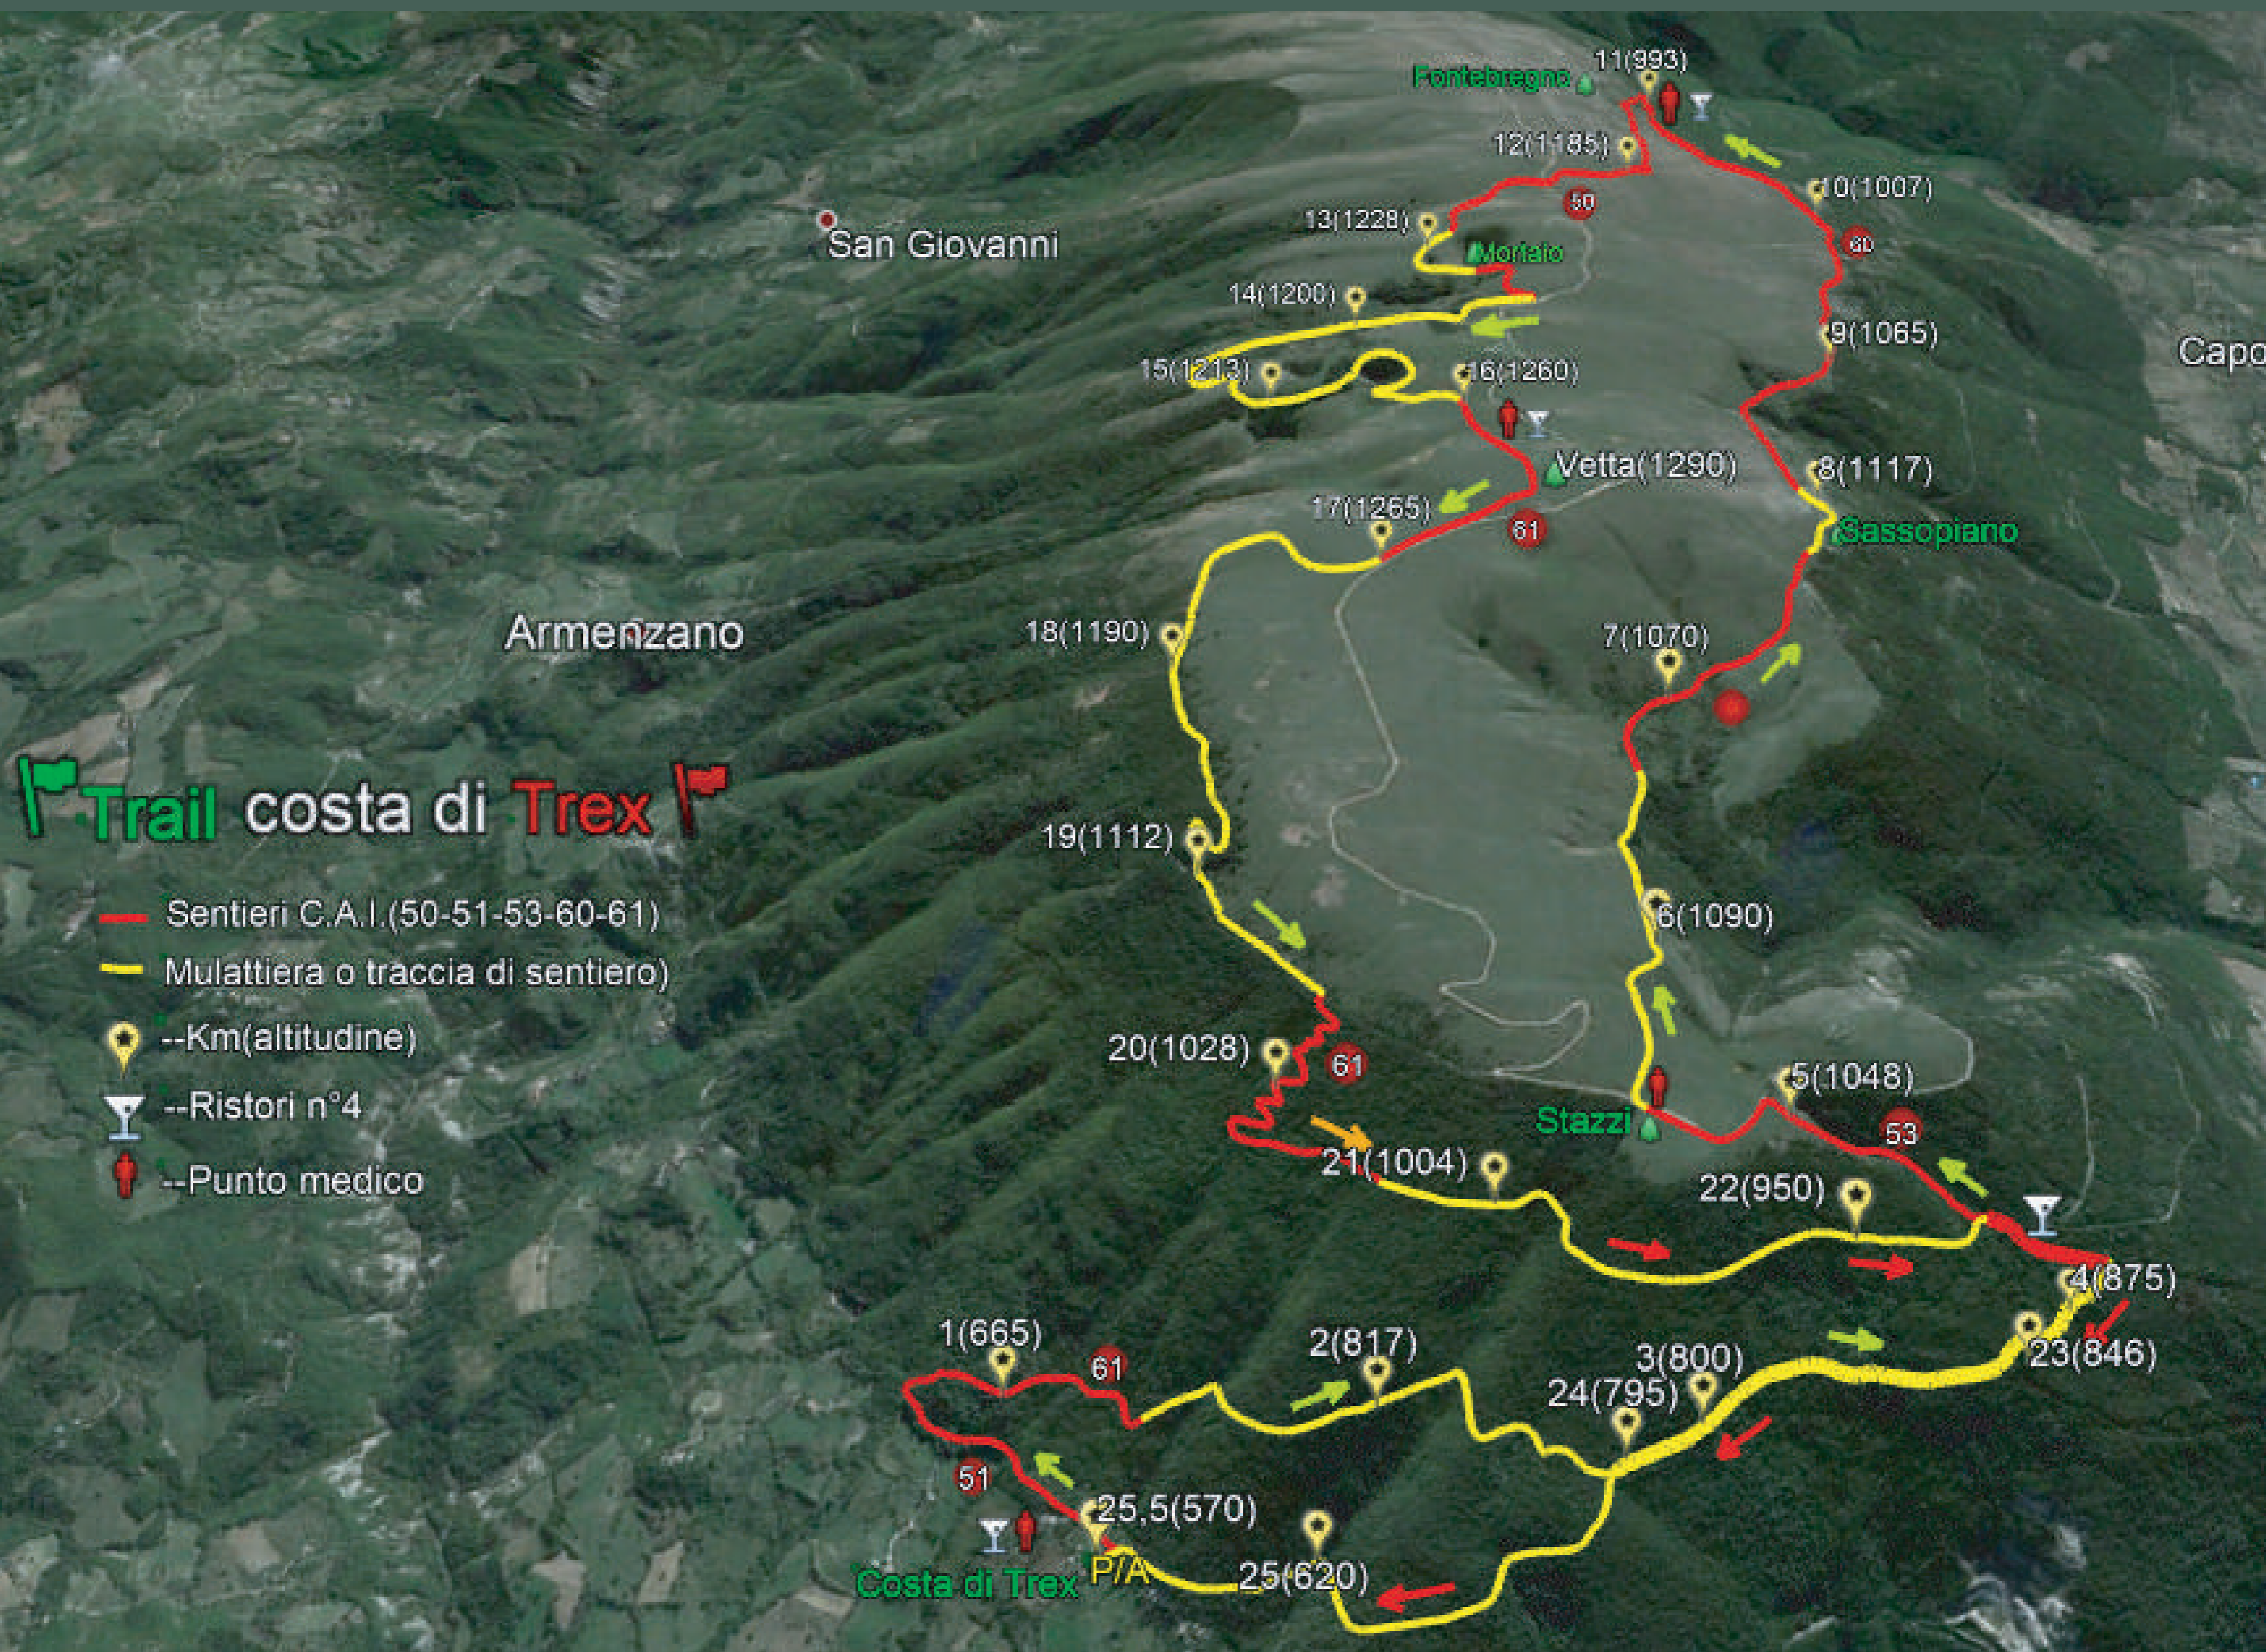 11(993)
Fontebregno
12(1185)
10(1007)
50
13(1228)
San Giovanni
60
Morfaio
14(1200)
9(1065)
Capo
15(1213)
16(1260)
Vetta(1290)
8(1117)
17(1265)
61
Sassopiano
Armenzano
18(1190)
7(1070)
Trail costa di Trex
19(1112)
Sentieri C.A.I.(50-51-53-60-61)
6(1090)
Mulattiera o traccia di sentiero)
--Km(altitudine)
20(1028)
61
5(1048)
--Ristori n°4
Stazzi
53
21(1004)
--Punto medico
22(950)
4(875)
1(665)
2(817)
3(800)
23(846)
61
24(795)
51
25,5(570)
P/A
25(620)
Costa di Trex